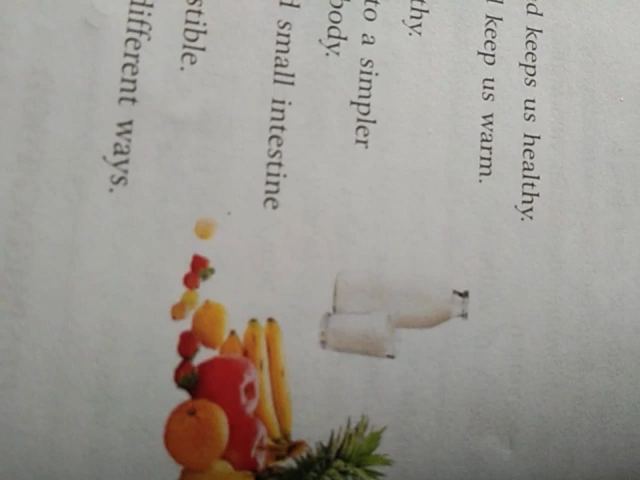 d keeps us healthy.
keep us warm.
thy.
to a simpler
body.
small intestine
stible.
different ways.